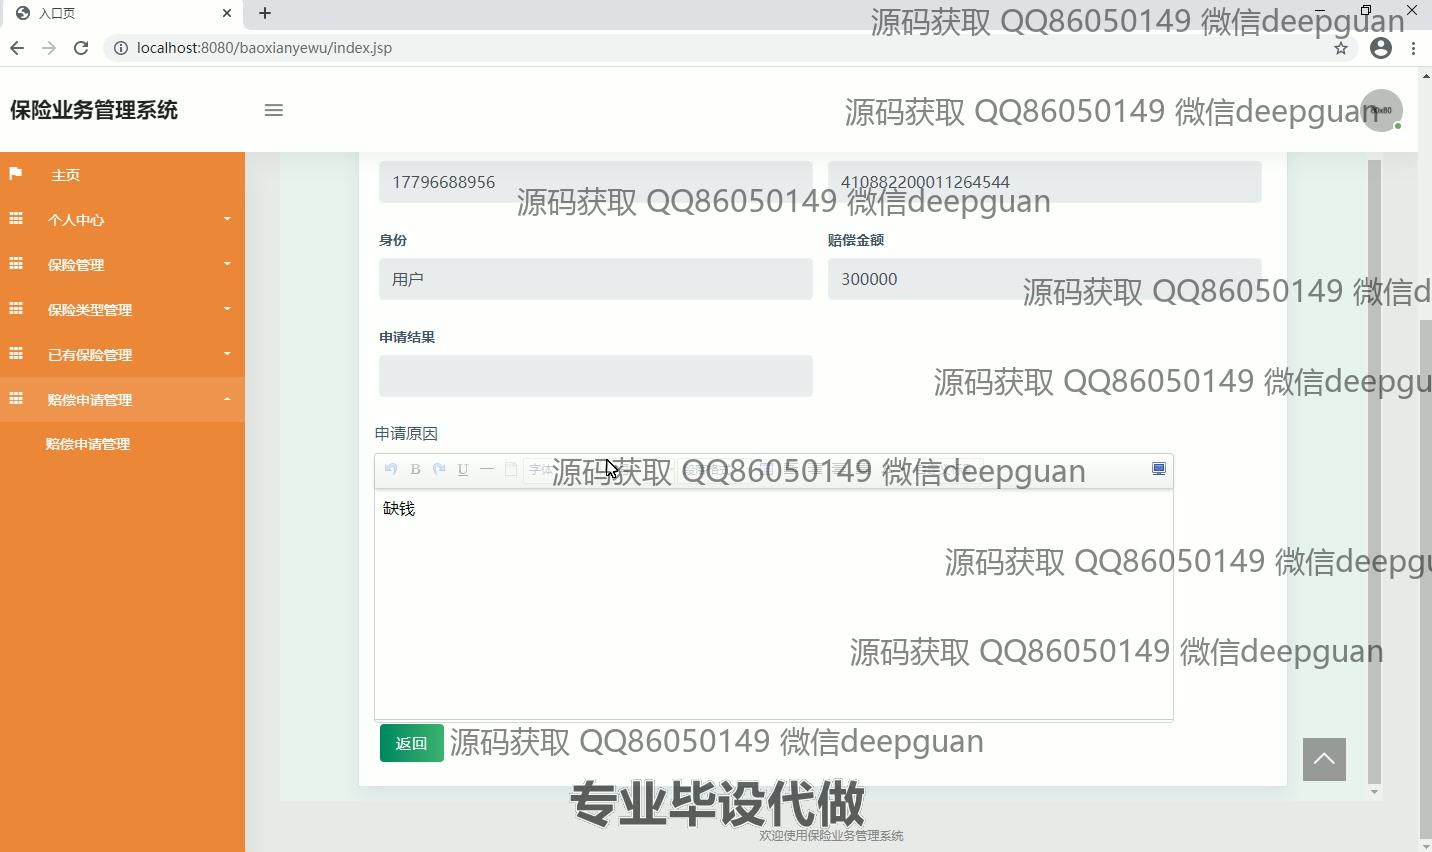 入口页
源码获取 QQ86050149 微信deepguan
localhost:8080/baoxianyewu/index.jsp
保险业务管理系统
源码获取 QQ86050149 微信deepguan
主页
17796688956
410882200011264544
源码获取 QQ86050149 微信deepguan
个人中心
身份
赔偿金额
保险管理
用户
300000
源码获取 QQ86050149 微信d
保险类型管理
申请结果
已有保险管理
源码获取 QQ86050149 微信deepgu
赔偿申请管理
申请原因
赔偿申请管理
B
U
字体
源码获取 QQ86050149 微信deepguan
缺钱
源码获取 QQ86050149 微信deepgu
源码获取 QQ86050149 微信deepguan
返回
源码获取 QQ86050149 微信deepguan
专业毕设代做
欢迎使用保险业务管理系统